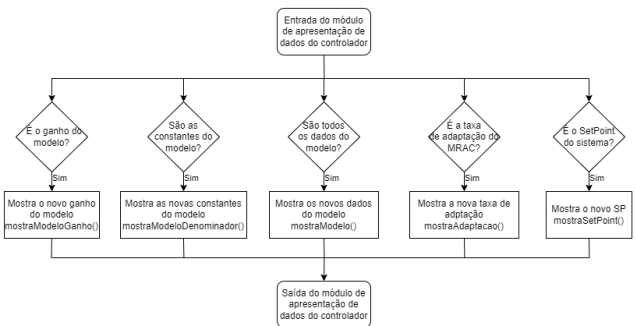 Entrada do módulo
de apresentação de
dados do controlador
É o ganho do
modelo?
São as
constantes do
modelo?
São todos
os dados do
modelo?
É a taxa
de adaptação do
MRAC?
É o SetPoint
do sistema?
Sim
Sim
Sim
Sim
Sim
Mostra o novo ganho
do modelo
mostraModeloGanho()
Mostra as novas constantes
do modelo
mostraModeloDenominador()
Mostra os novos dados
do modelo
mostraModelo()
Mostra a nova taxa de
adptação
mostraAdaptacao()
Mostra o novo SP
mostraSetPoint()
Saída do módulo de
apresentação de
dados do controlador